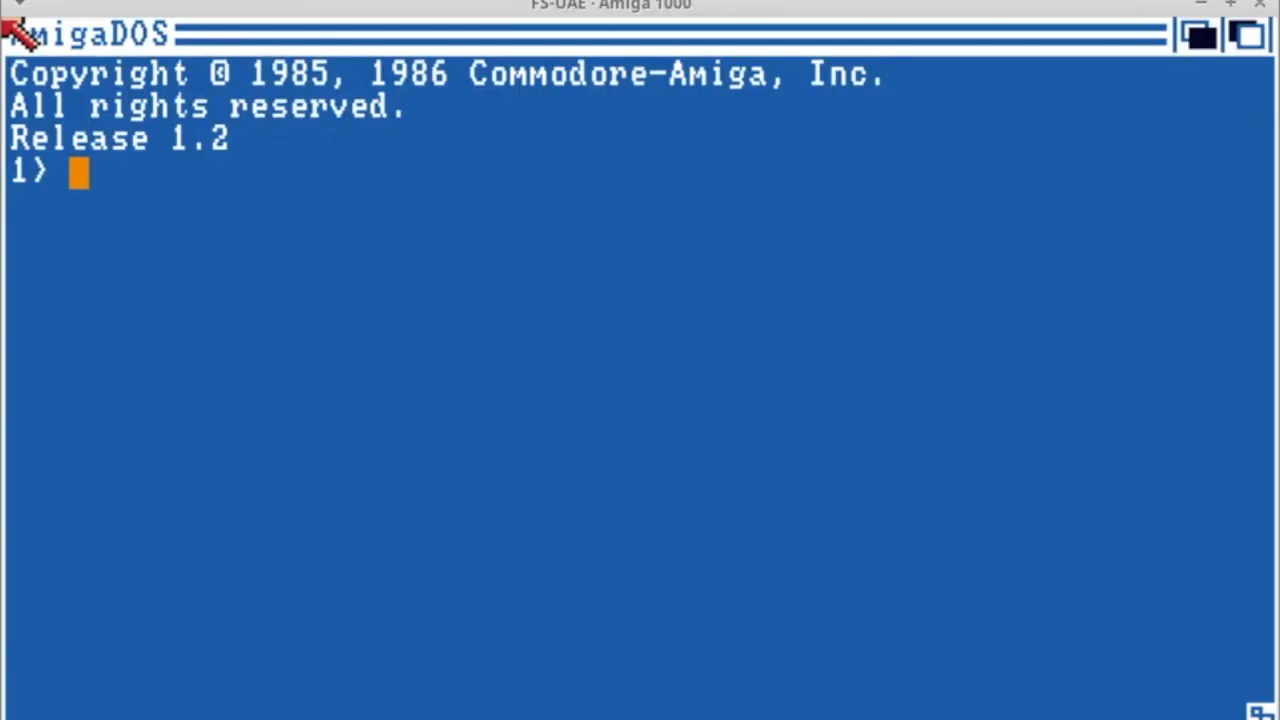 FS-UAE · Amiga 1000
AmigaDOS
Copyright © 1985, 1986 Commodore-Amiga, Inc.
All rights reserved.
Release 1.2
1>